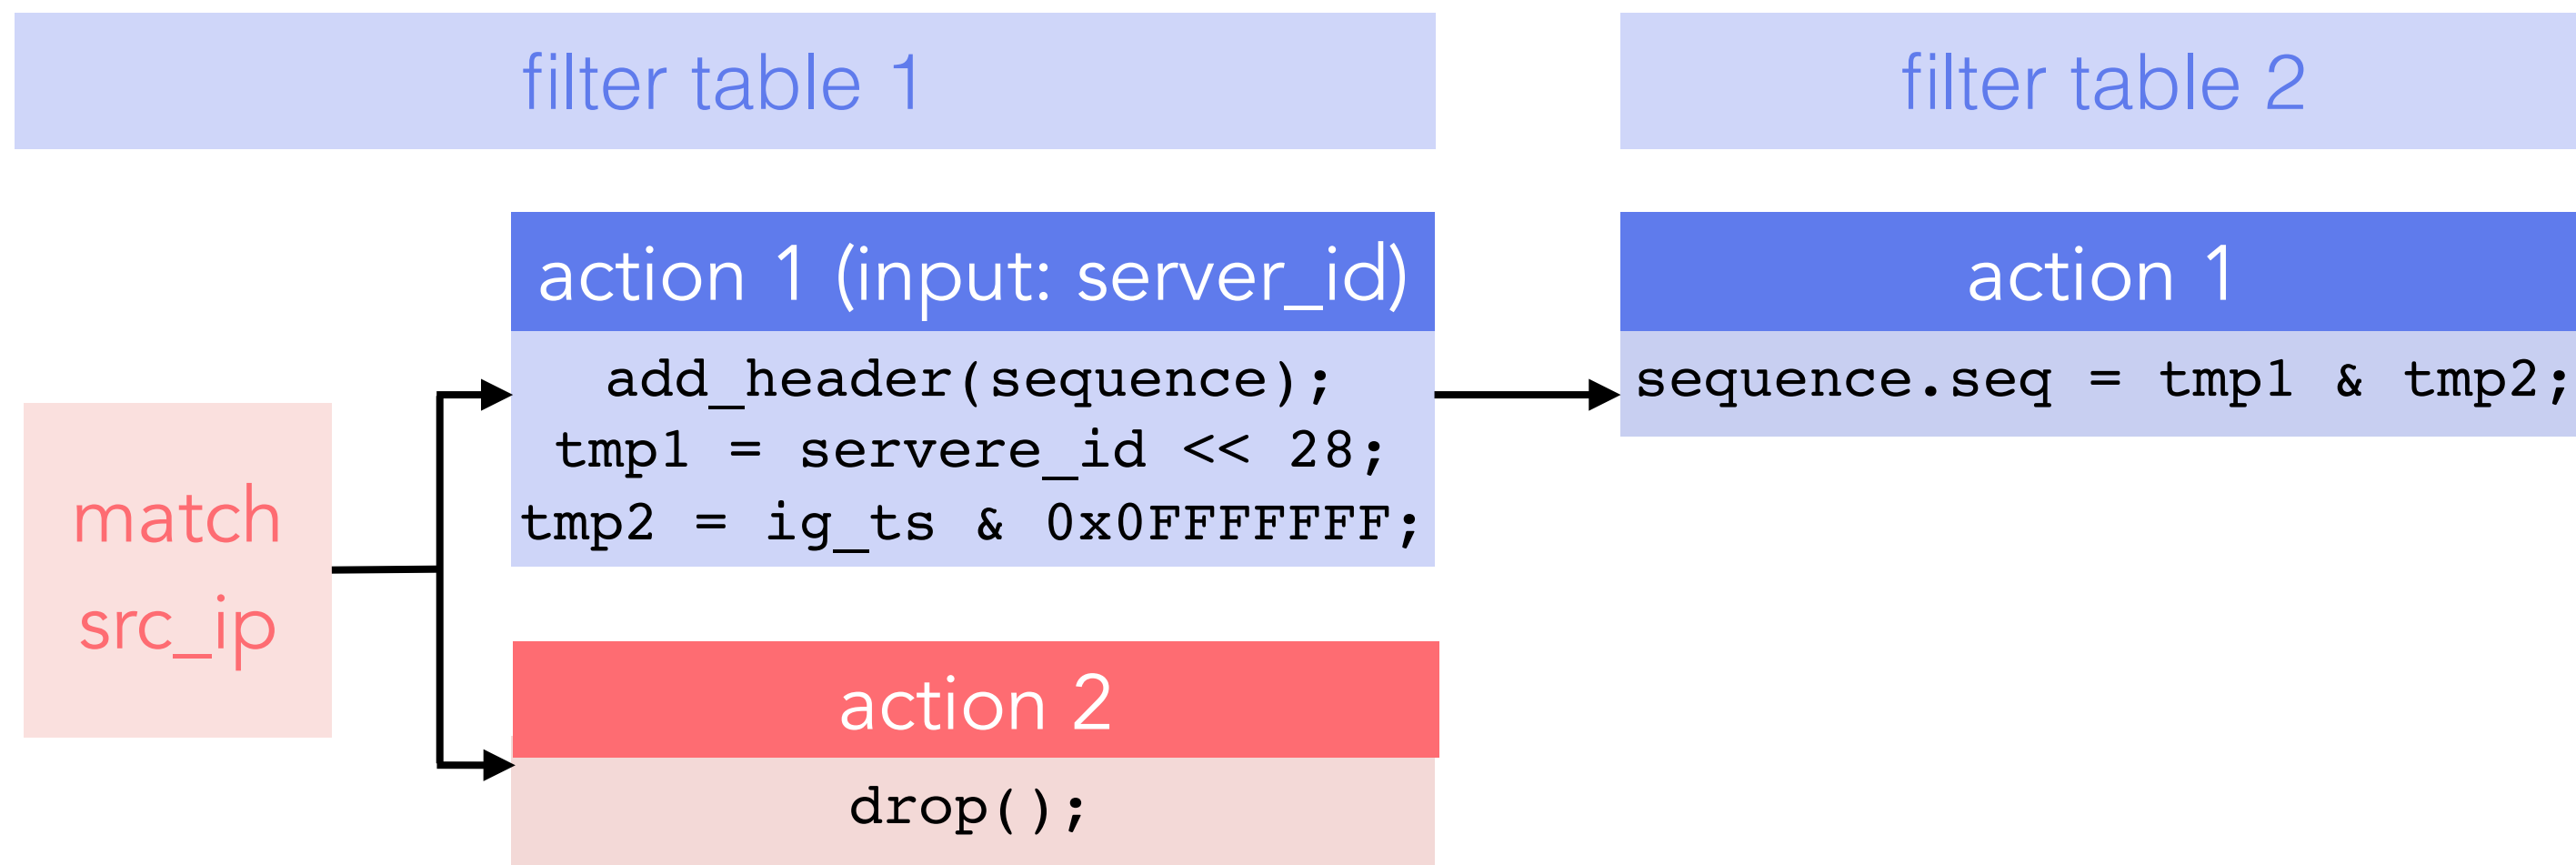 filter table 1
filter table 2
match
src_ip
action 1 (input: server_id)
add_header(sequence);
tmp1 = servere_id << 28;
tmp2 = ig_ts & 0x0FFFFFFF;
action 2
drop();
action 1
sequence.seq = tmp1 & tmp2;